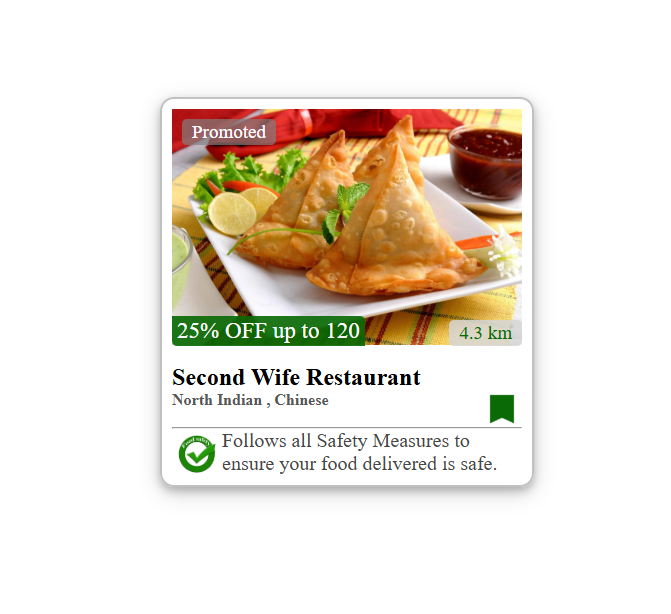 Promoted
25% OFF up to 120
4.3 km
Second Wife Restaurant
North Indian , Chinese
Follows all Safety Measures to
ensure your food delivered is safe.